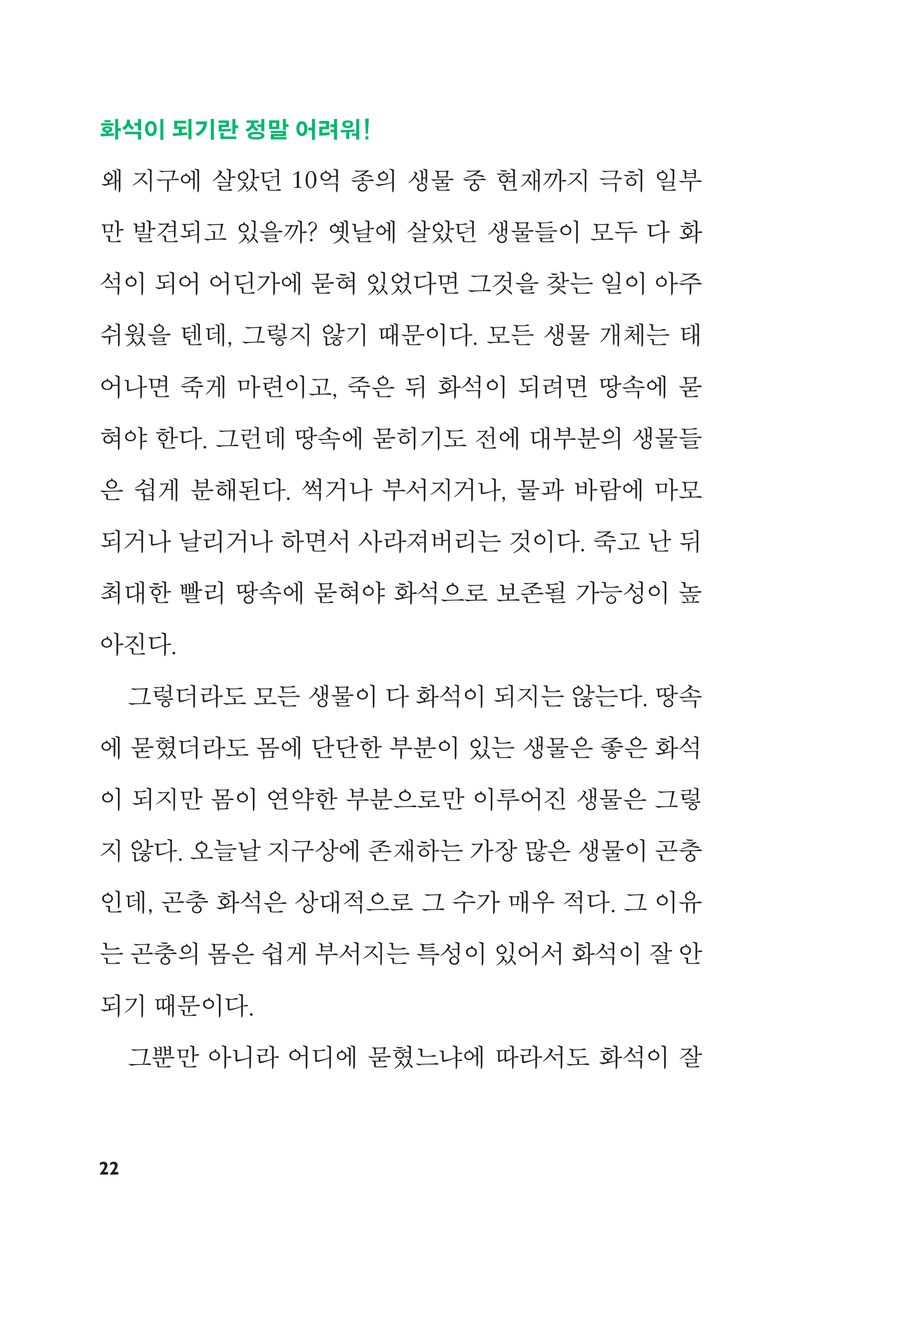 화석이 되기란 정말 어려워!
왜 지구에 살았던 10억 종의 생물 중 현재까지 극히 일부
만 발견되고 있을까? 옛날에 살았던 생물들이 모두 다 화
석이 되어 어딘가에 묻혀 있었다면 그것을 찾는 일이 아주
쉬웠을 텐데, 그렇지 않기 때문이다. 모든 생물 개체는 태
어나면 죽게 마련이고, 죽은 뒤 화석이 되려면 땅속에 묻
혀야 한다. 그런데 땅속에 묻히기도 전에 대부분의 생물들
은 쉽게 분해된다. 썩거나 부서지거나, 물과 바람에 마모
되거나 날리거나 하면서 사라져버리는 것이다. 죽고 난 뒤
최대한 빨리 땅속에 묻혀야 화석으로 보존될 가능성이 높
아진다.
그렇더라도 모든 생물이 다 화석이 되지는 않는다. 땅속
에 묻혔더라도 몸에 단단한 부분이 있는 생물은 좋은 화석
이 되지만 몸이 연약한 부분으로만 이루어진 생물은 그렇
지 않다. 오늘날 지구상에 존재하는 가장 많은 생물이 곤충
인데, 곤충 화석은 상대적으로 그 수가 매우 적다. 그 이유
는 곤충의 몸은 쉽게 부서지는 특성이 있어서 화석이 잘 안
되기 때문이다.
그뿐만 아니라 어디에 묻혔느냐에 따라서도 화석이 잘
22